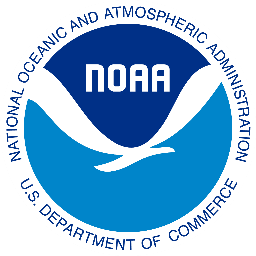 NATIONAL OCEANIC AND ATMOSPHERIC ADMINISTRATION
NOAA
U.S. DEPARTMENT OF COMMERCE